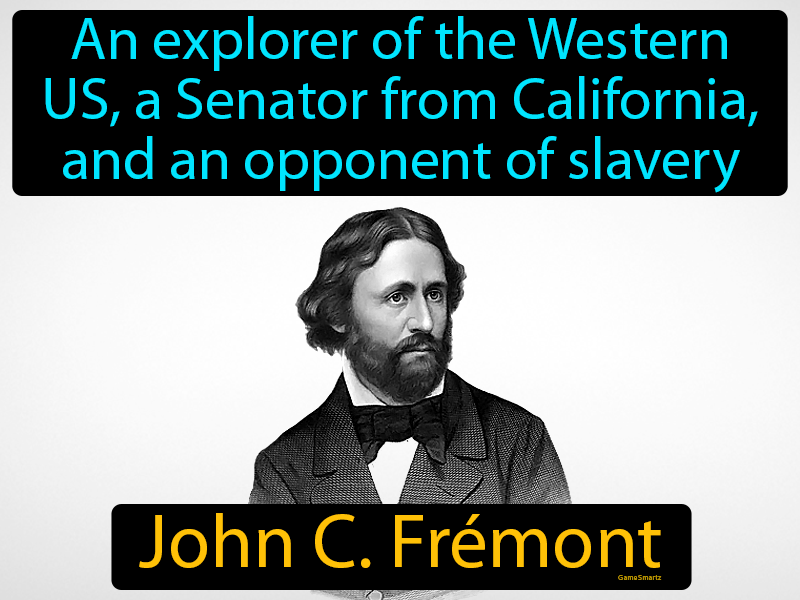 An explorer of the Western
US, a Senator from California,
and an opponent of slavery
John C. Frémont
GameSmartz